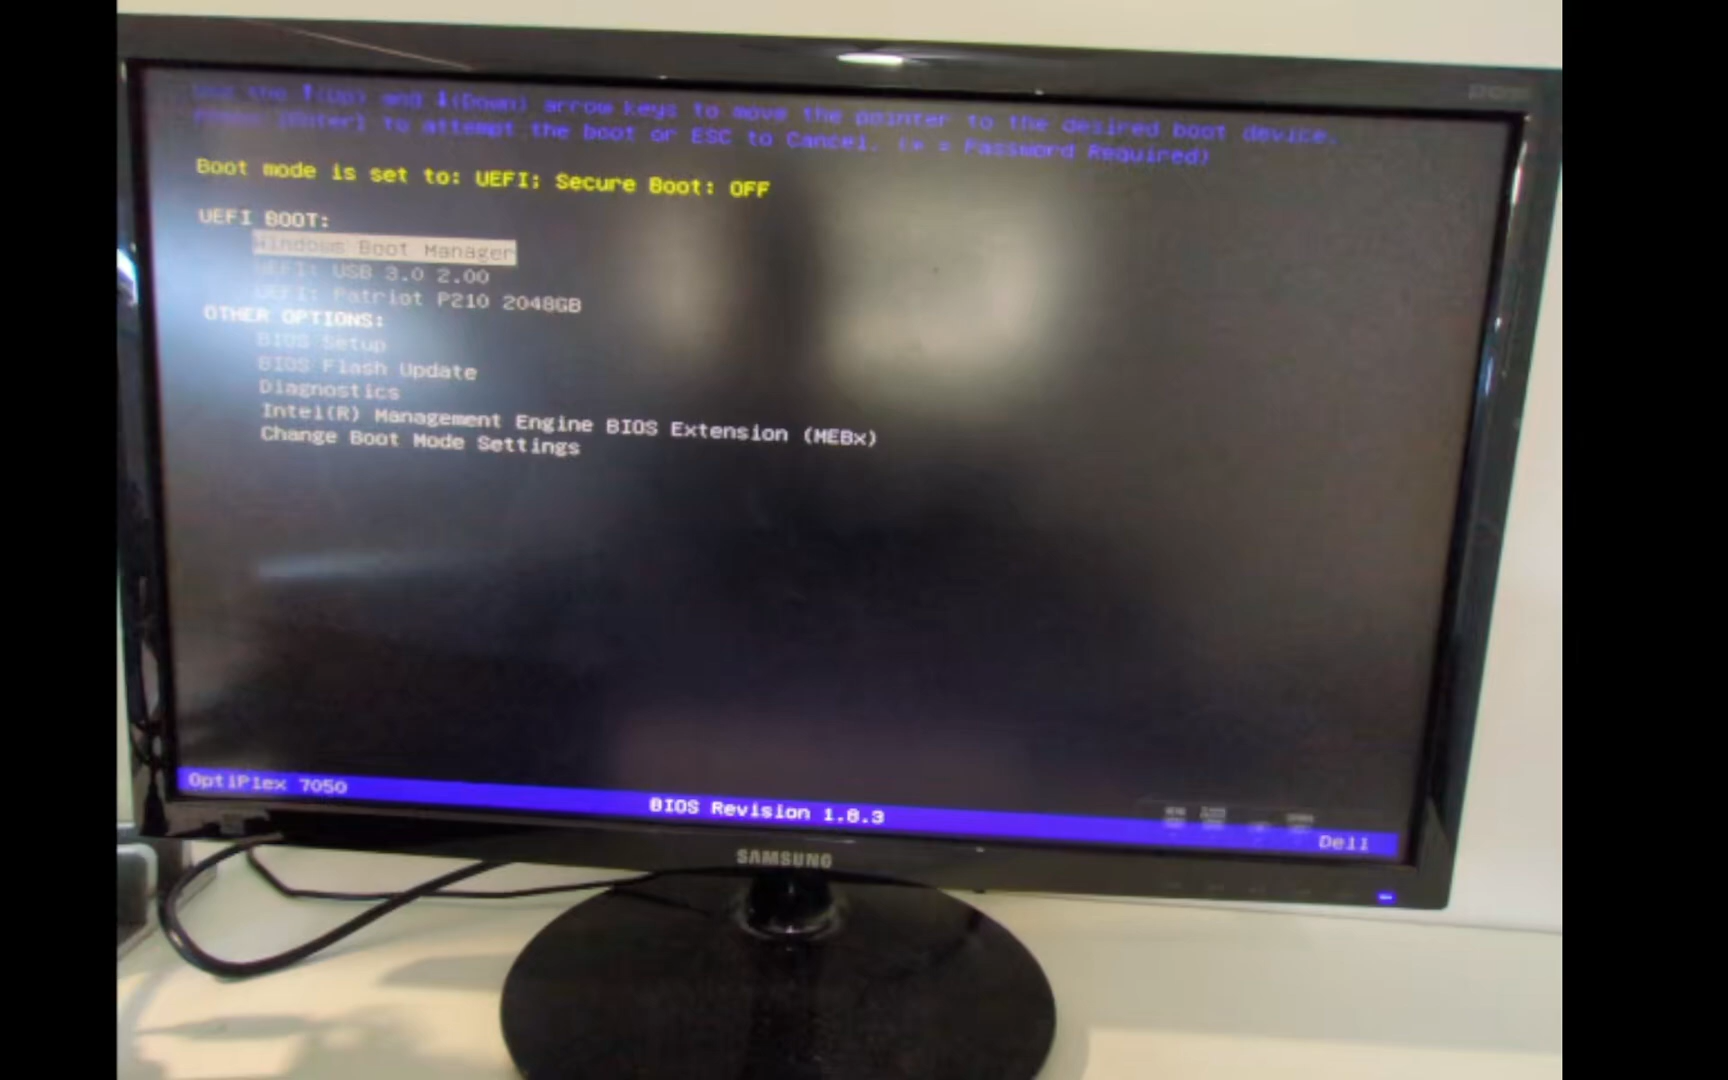 Use the ↑(Up) and ↓(Down) arrow keys to move the pointer to the desired boot device.
Press [Enter] to attempt the boot or ESC to Cancel. (* = Password Required)
Boot mode is set to: UEFI; Secure Boot: OFF
UEFI BOOT:
Windows Boot Manager
UEFI: USB 3.0 2.00
UEFI: Patriot P210 2048GB
OTHER OPTIONS:
BIOS Setup
BIOS Flash Update
Diagnostics
Intel(R) Management Engine BIOS Extension (MEBx)
Change Boot Mode Settings
OptiPlex 7050
BIOS Revision 1.8.3
Dell
SAMSUNG